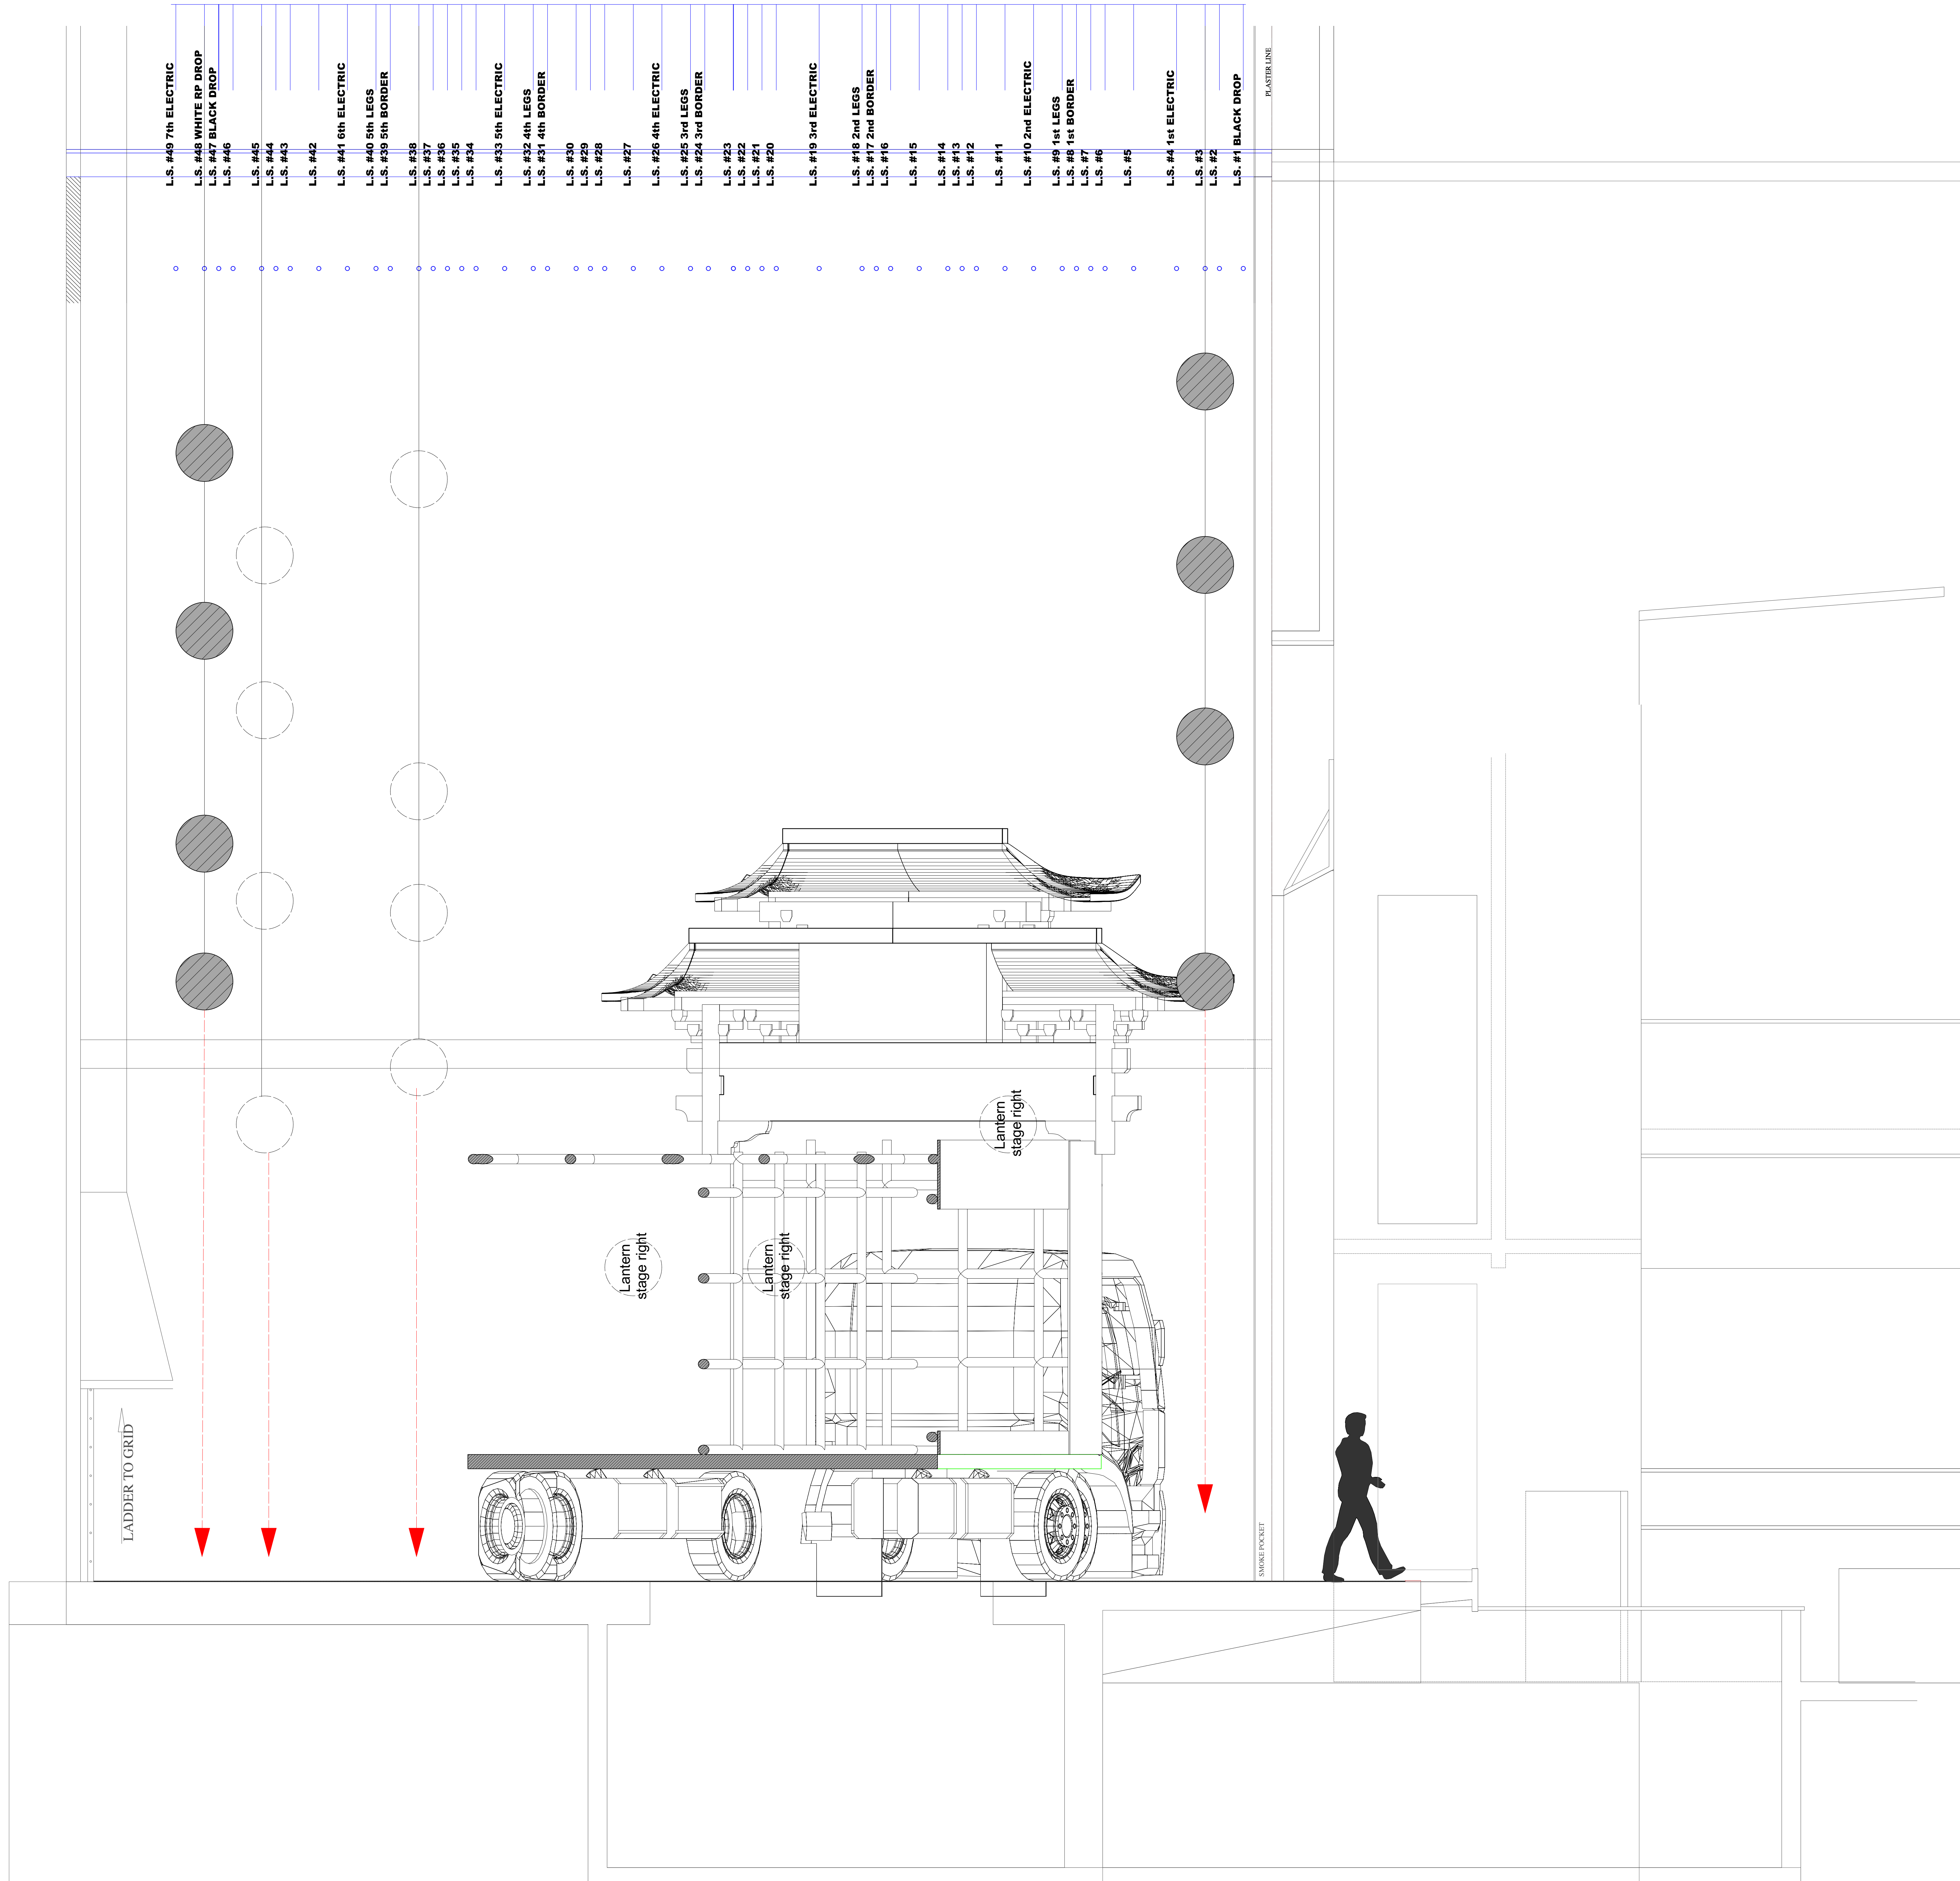 L.S. #49 7th ELECTRIC
L.S. #48 WHITE RP DROP
L.S. #47 BLACK DROP
L.S. #46
L.S. #45
L.S. #44
L.S. #43
L.S. #42
L.S. #41 6th ELECTRIC
L.S. #40 5th LEGS
L.S. #39 5th BORDER
L.S. #38
L.S. #37
L.S. #36
L.S. #35
L.S. #34
L.S. #33 5th ELECTRIC
L.S. #32 4th LEGS
L.S. #31 4th BORDER
L.S. #30
L.S. #29
L.S. #28
L.S. #27
L.S. #26 4th ELECTRIC
L.S. #25 3rd LEGS
L.S. #24 3rd BORDER
L.S. #23
L.S. #22
L.S. #21
L.S. #20
L.S. #19 3rd ELECTRIC
L.S. #18 2nd LEGS
L.S. #17 2nd BORDER
L.S. #16
L.S. #15
L.S. #14
L.S. #13
L.S. #12
L.S. #11
L.S. #10 2nd ELECTRIC
L.S. #9 1st LEGS
L.S. #8 1st BORDER
L.S. #7
L.S. #6
L.S. #5
L.S. #4 1st ELECTRIC
L.S. #3
L.S. #2
L.S. #1 BLACK DROP
PLASTER LINE
Lantern
stage right
Lantern
stage right
Lantern
stage right
LADDER TO GRID
SMOKE POCKET